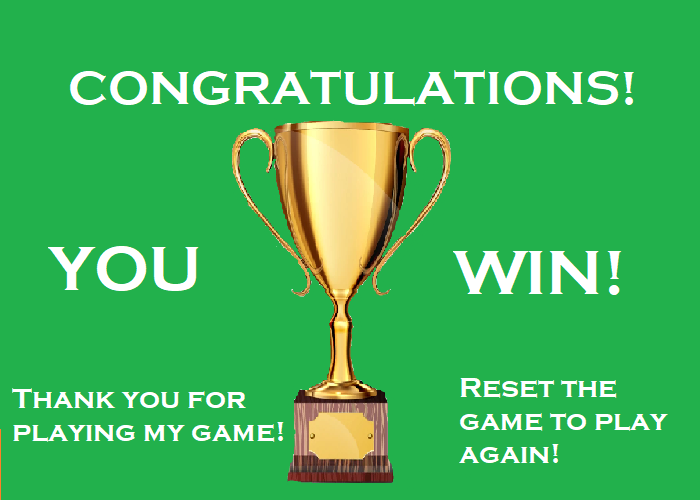 CONGRATULATIONS!
YOU WIN!
THANK YOU FOR
PLAYING MY GAME!
RESET THE
GAME TO PLAY
AGAIN!